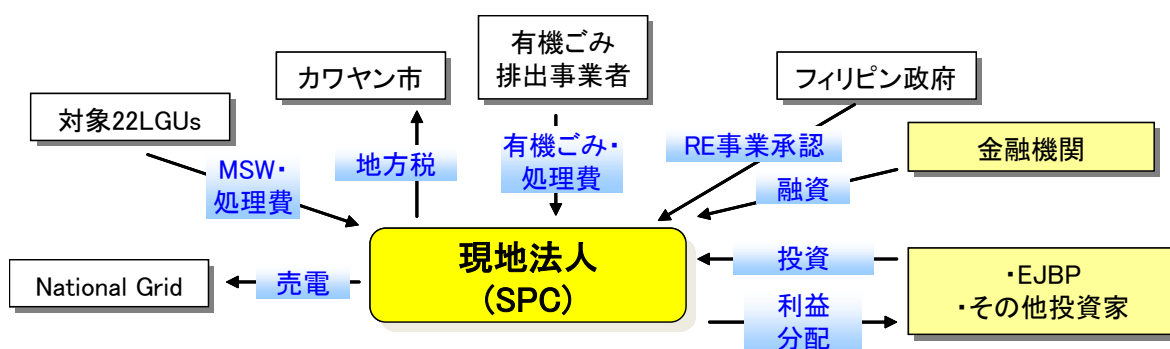 有機ごみ
排出事業者
カワヤン市
フィリピン政府
対象22LGUs
金融機関
MSW・
処理費
地方税
有機ごみ・
処理費
RE事業承認
融資
現地法人
(SPC)
National Grid
売電
投資
利益
分配
・EJBP
・その他投資家